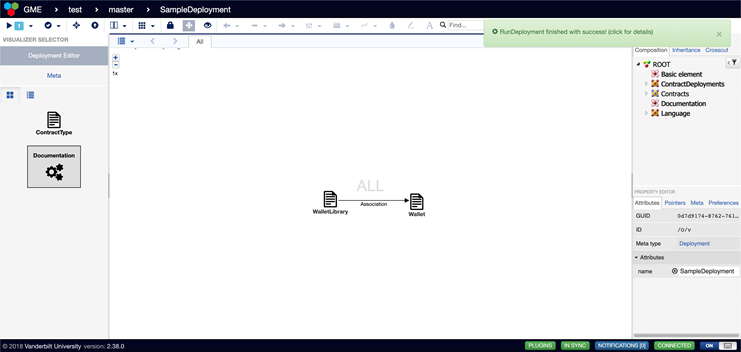 GME > test > master > SampleDeployment
1
Find...
RunDeployment finished with success! (click for details)
×
VISUALIZER SELECTOR
Deployment Editor
Meta
ContractType
Documentation
All
1x
ALL
WalletLibrary
Association
Wallet
Composition Inheritance Crosscut
ROOT
Basic element
ContractDeployments
Contracts
Documentation
Language
PROPERTY EDITOR
Attributes Pointers Meta Preferences
GUID 0d7d9174-8762-761...
ID /O/v
Meta type Deployment
Attributes
name SampleDeployment
© 2018 Vanderbilt University version: 2.38.0
PLUGINS IN SYNC NOTIFICATIONS [0] CONNECTED ON